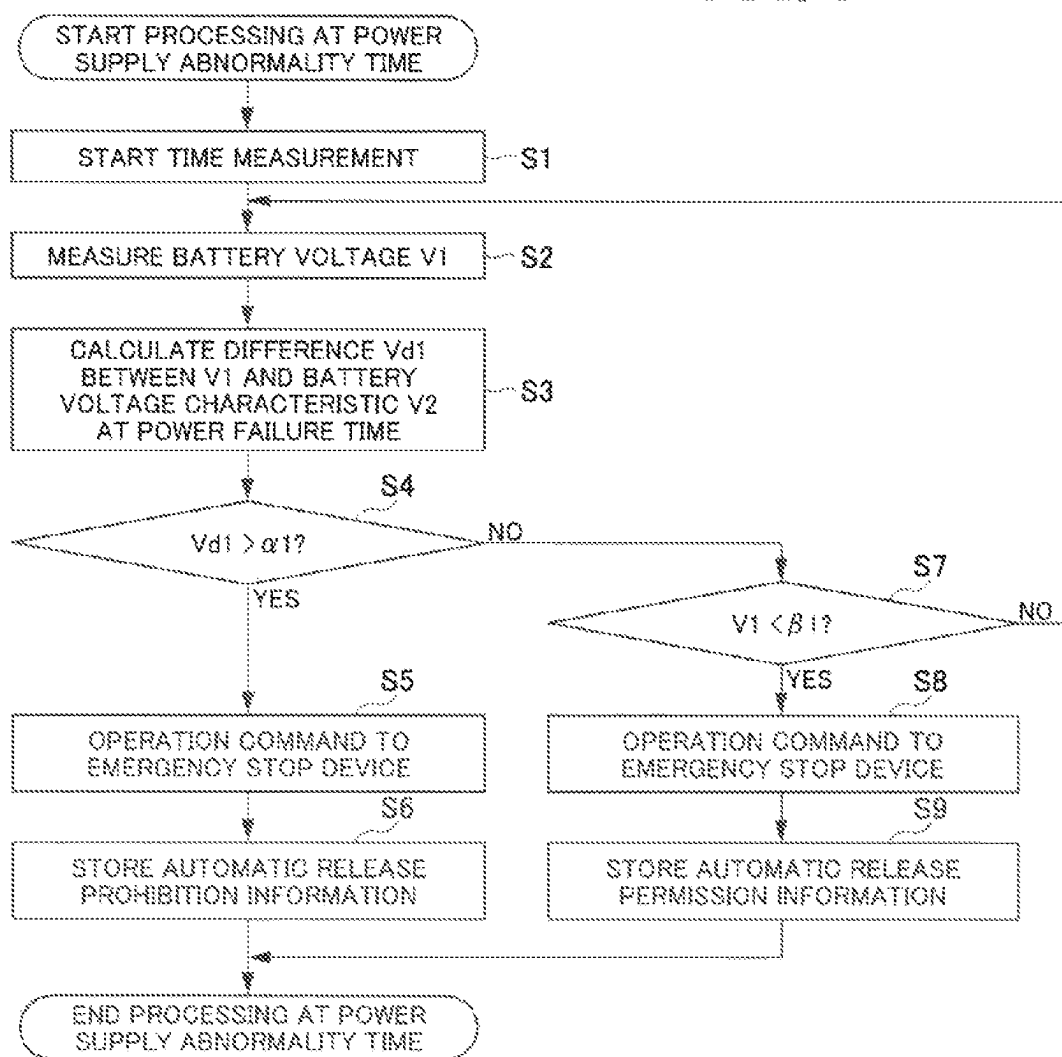 START PROCESSING AT POWER
SUPPLY ABNORMALITY TIME
START TIME MEASUREMENT
S1
MEASURE BATTERY VOLTAGE V1
S2
CALCULATE DIFFERENCE Vd1
BETWEEN V1 AND BATTERY
VOLTAGE CHARACTERISTIC V2
AT POWER FAILURE TIME
S3
S4
Vd1 > α1?
NO
YES
S7
V1 < β1?
NO
YES
S5
OPERATION COMMAND TO
EMERGENCY STOP DEVICE
S8
OPERATION COMMAND TO
EMERGENCY STOP DEVICE
S6
STORE AUTOMATIC RELEASE
PROHIBITION INFORMATION
S9
STORE AUTOMATIC RELEASE
PERMISSION INFORMATION
END PROCESSING AT POWER
SUPPLY ABNORMALITY TIME